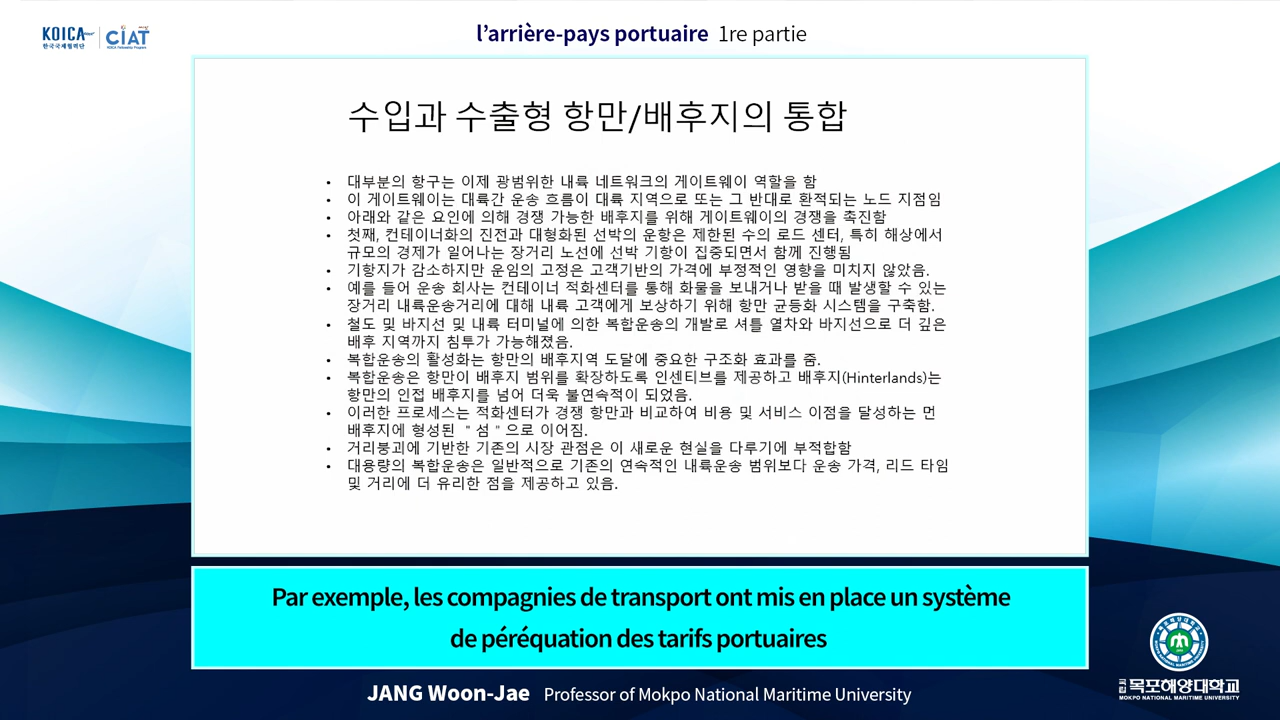 KOICA
한국국제협력단
CIAT
KOICA Fellowship Program
l’arrière-pays portuaire 1re partie
수입과 수출형 항만/배후지의 통합
• 대부분의 항구는 이제 광범위한 내륙 네트워크의 게이트웨이 역할을 함
• 이 게이트웨이는 대륙간 운송 흐름이 대륙 지역으로 또는 그 반대로 환적되는 노드 지점임
• 아래와 같은 요인에 의해 경쟁 가능한 배후지를 위해 게이트웨이의 경쟁을 촉진함
• 첫째, 컨테이너화의 진전과 대형화된 선박의 운항은 제한된 수의 로드 센터, 특히 해상에서
규모의 경제가 일어나는 장거리 노선에 선박 기항이 집중되면서 함께 진행됨
• 기항지가 감소하지만 운임의 고정은 고객기반의 가격에 부정적인 영향을 미치지 않았음.
• 예를 들어 운송 회사는 컨테이너 적화센터를 통해 화물을 보내거나 받을 때 발생할 수 있는
장거리 내륙운송거리에 대해 내륙 고객에게 보상하기 위해 항만 균등화 시스템을 구축함.
• 철도 및 바지선 및 내륙 터미널에 의한 복합운송의 개발로 셔틀 열차와 바지선으로 더 깊은
배후 지역까지 침투가 가능해졌음.
• 복합운송의 활성화는 항만의 배후지역 도달에 중요한 구조화 효과를 줌.
• 복합운송은 항만이 배후지 범위를 확장하도록 인센티브를 제공하고 배후지(Hinterlands)는
항만의 인접 배후지를 넘어 더욱 불연속적이 되었음.
• 이러한 프로세스는 적화센터가 경쟁 항만과 비교하여 비용 및 서비스 이점을 달성하는 먼
배후지에 형성된 "섬"으로 이어짐.
• 거리붕괴에 기반한 기존의 시장 관점은 이 새로운 현실을 다루기에 부적합함
• 대용량의 복합운송은 일반적으로 기존의 연속적인 내륙운송 범위보다 운송 가격, 리드 타임
및 거리에 더 유리한 점을 제공하고 있음.
Par exemple, les compagnies de transport ont mis en place un système
de péréquation des tarifs portuaires
JANG Woon-Jae Professor of Mokpo National Maritime University
국립 목포해양대학교
MOKPO NATIONAL MARITIME UNIVERSITY